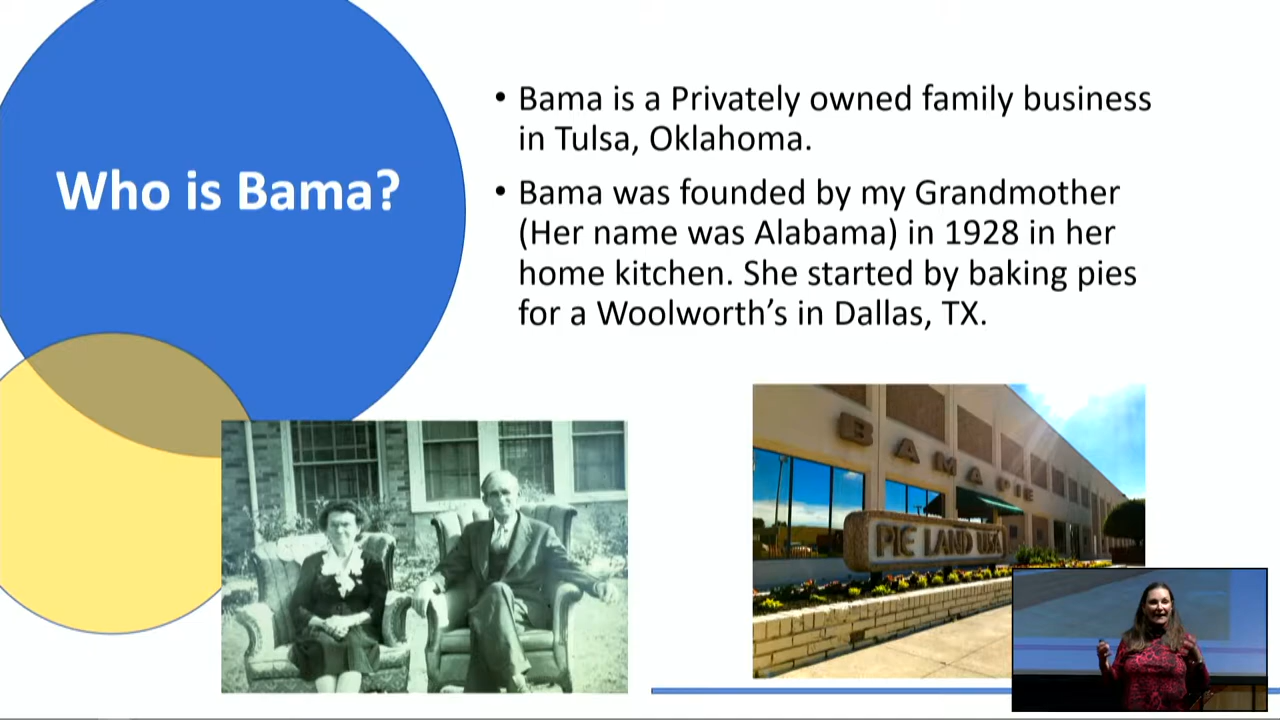 Who is Bama?
• Bama is a Privately owned family business
in Tulsa, Oklahoma.
• Bama was founded by my Grandmother
(Her name was Alabama) in 1928 in her
home kitchen. She started by baking pies
for a Woolworth’s in Dallas, TX.
BAMA PIE
PIE LAND USA